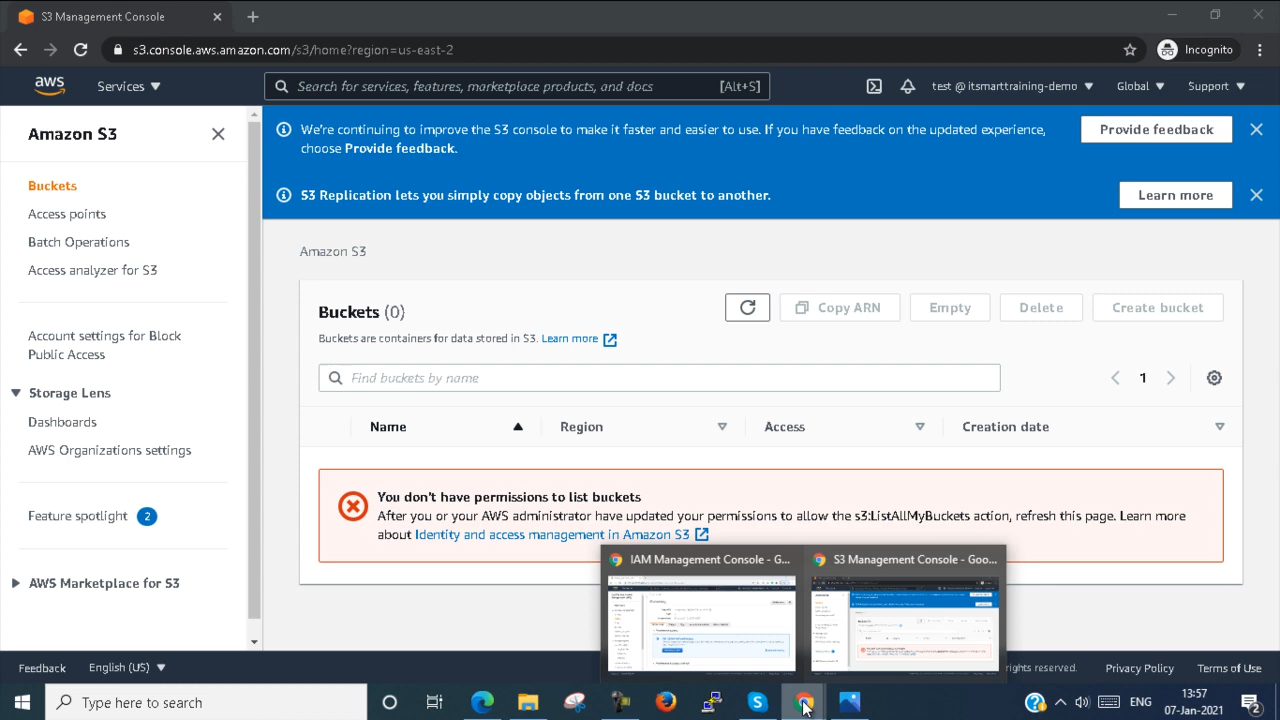 S3 Management Console
s3.console.aws.amazon.com/s3/home?region=us-east-2
Incognito
aws
Services
Search for services, features, marketplace products, and docs
[Alt+S]
test @ itsmarttraining-demo
Global
Support
Amazon S3
Buckets
Access points
Batch Operations
Access analyzer for S3
Account settings for Block
Public Access
Storage Lens
Dashboards
AWS Organizations settings
Feature spotlight
2
AWS Marketplace for S3
We're continuing to improve the S3 console to make it faster and easier to use. If you have feedback on the updated experience,
choose Provide feedback.
Provide feedback
S3 Replication lets you simply copy objects from one S3 bucket to another.
Learn more
Amazon S3
Buckets (0)
Copy ARN
Empty
Delete
Create bucket
Buckets are containers for data stored in S3. Learn more
Find buckets by name
1
Name
Region
Access
Creation date
You don't have permissions to list buckets
After you or your AWS administrator have updated your permissions to allow the s3:ListAllMyBuckets action, refresh this page. Learn more
about Identity and access management in Amazon S3
IAM Management Console - G...
S3 Management Console - Goo...
Feedback
English (US)
rights reserved.
Privacy Policy
Terms of Use
Type here to search
ENG
13:57
07-Jan-2021
2